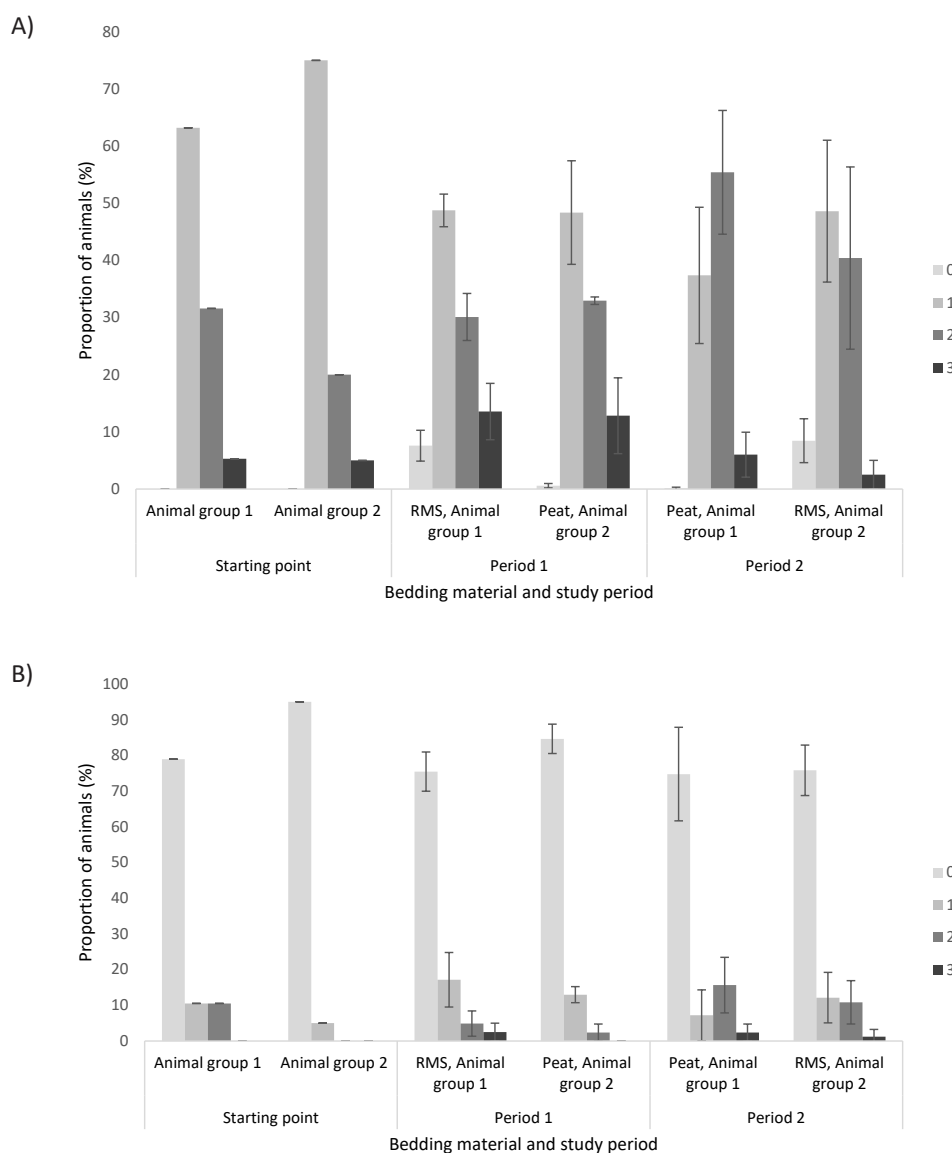 A)
80
70
60
50
40
30
20
10
0
Proportion of animals (%)
Animal group 1
Animal group 2
RMS, Animal
group 1
Peat, Animal
group 2
Peat, Animal
group 1
RMS, Animal
group 2
Starting point
Period 1
Period 2
Bedding material and study period
0
1
2
3
B)
100
90
80
70
60
50
40
30
20
10
0
Proportion of animals (%)
Animal group 1
Animal group 2
RMS, Animal
group 1
Peat, Animal
group 2
Peat, Animal
group 1
RMS, Animal
group 2
Starting point
Period 1
Period 2
Bedding material and study period
0
1
2
3